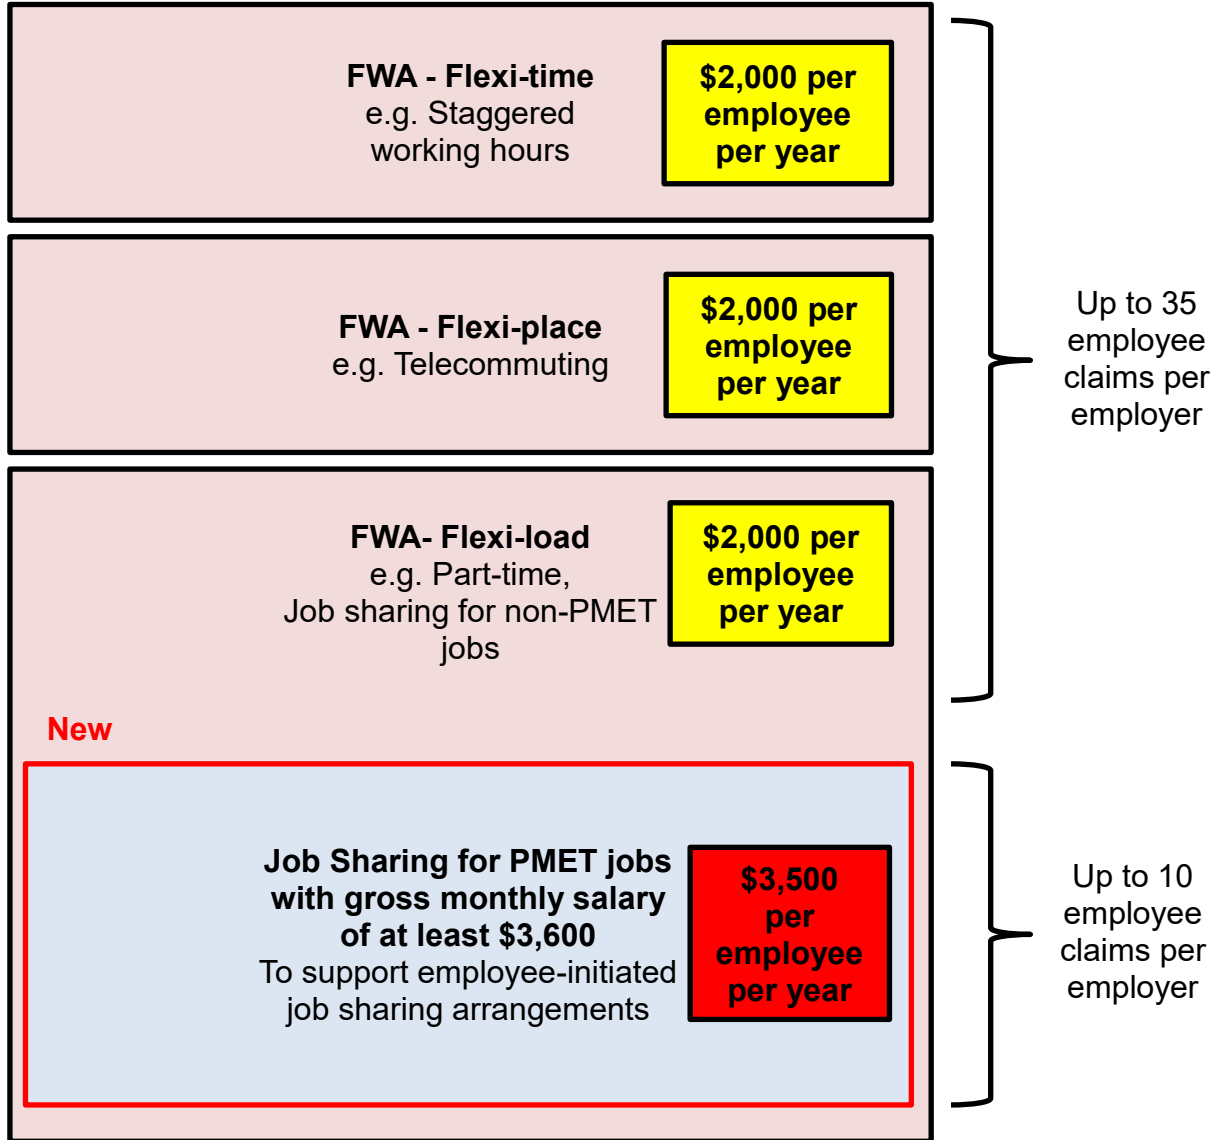 FWA - Flexi-time
e.g. Staggered
working hours
$2,000 per
employee
per year
FWA - Flexi-place
e.g. Telecommuting
$2,000 per
employee
per year
Up to 35
employee
claims per
employer
FWA- Flexi-load
e.g. Part-time,
Job sharing for non-PMET
jobs
$2,000 per
employee
per year
New
Job Sharing for PMET jobs
with gross monthly salary
of at least $3,600
To support employee-initiated
job sharing arrangements
$3,500
per
employee
per year
Up to 10
employee
claims per
employer